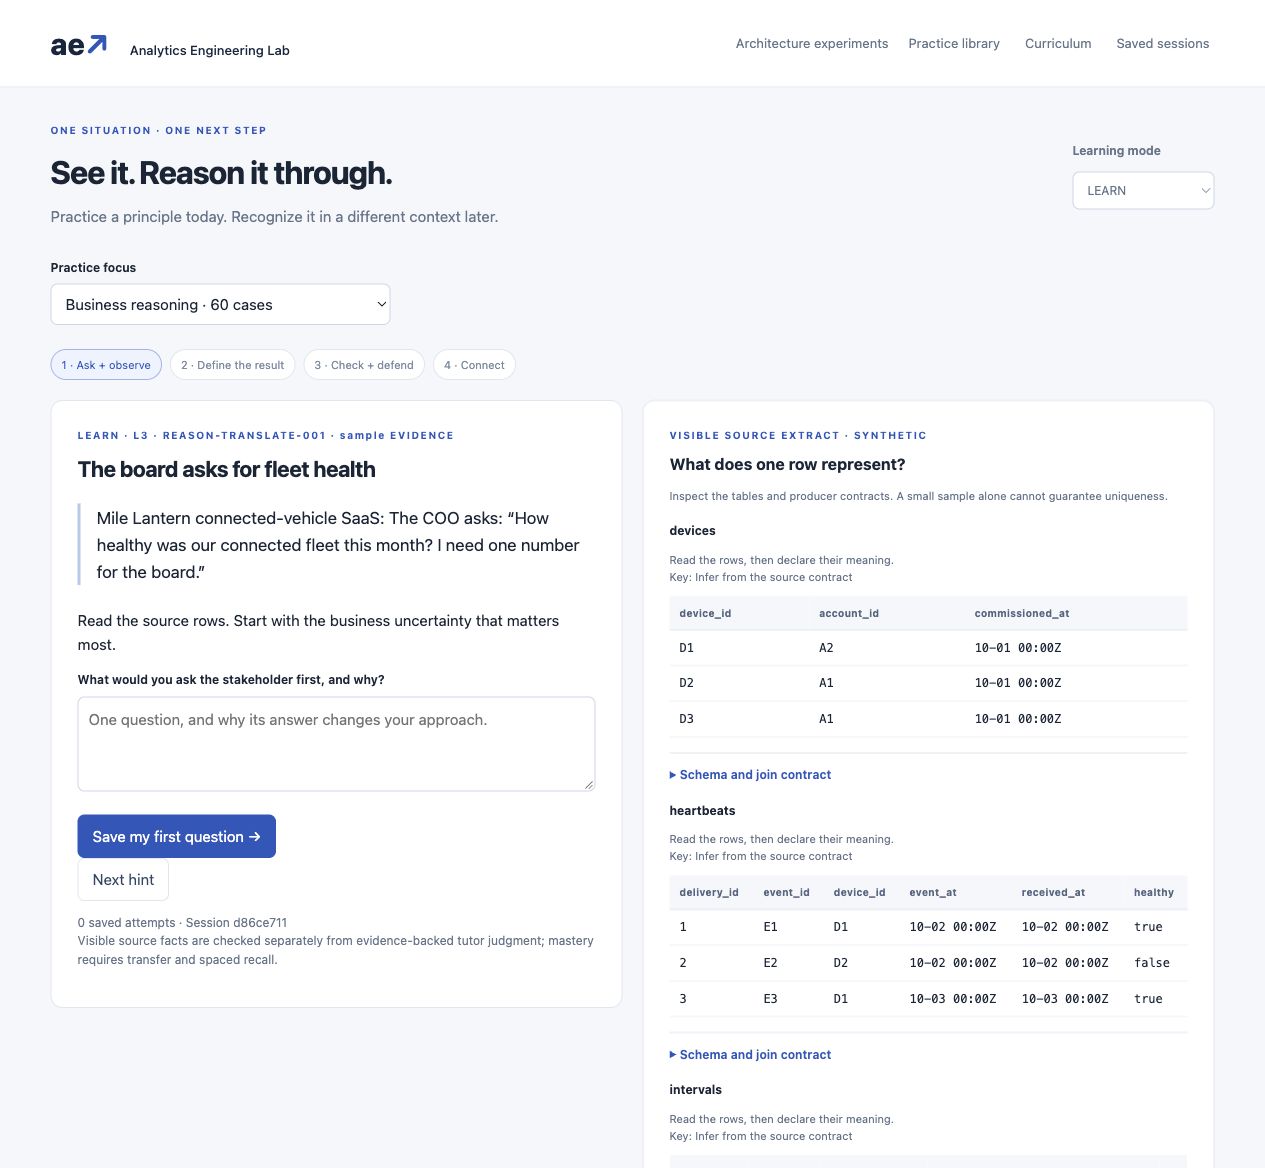 ae Analytics Engineering Lab
Architecture experiments Practice library Curriculum Saved sessions
ONE SITUATION · ONE NEXT STEP
See it. Reason it through.
Practice a principle today. Recognize it in a different context later.
Learning mode
LEARN
Practice focus
Business reasoning · 60 cases
1 · Ask + observe 2 · Define the result 3 · Check + defend 4 · Connect
LEARN · L3 · REASON-TRANSLATE-001 · sample EVIDENCE
The board asks for fleet health
Mile Lantern connected-vehicle SaaS: The COO asks: “How
healthy was our connected fleet this month? I need one number
for the board.”
Read the source rows. Start with the business uncertainty that matters
most.
What would you ask the stakeholder first, and why?
One question, and why its answer changes your approach.
Save my first question →
Next hint
0 saved attempts · Session d86ce711
Visible source facts are checked separately from evidence-backed tutor judgment; mastery
requires transfer and spaced recall.
VISIBLE SOURCE EXTRACT · SYNTHETIC
What does one row represent?
Inspect the tables and producer contracts. A small sample alone cannot guarantee uniqueness.
devices
Read the rows, then declare their meaning.
Key: Infer from the source contract
device_id account_id commissioned_at
D1 A2 10-01 00:00Z
D2 A1 10-01 00:00Z
D3 A1 10-01 00:00Z
Schema and join contract
heartbeats
Read the rows, then declare their meaning.
Key: Infer from the source contract
delivery_id event_id device_id event_at received_at healthy
1 E1 D1 10-02 00:00Z 10-02 00:00Z true
2 E2 D2 10-02 00:00Z 10-02 00:00Z false
3 E3 D1 10-03 00:00Z 10-03 00:00Z true
Schema and join contract
intervals
Read the rows, then declare their meaning.
Key: Infer from the source contract